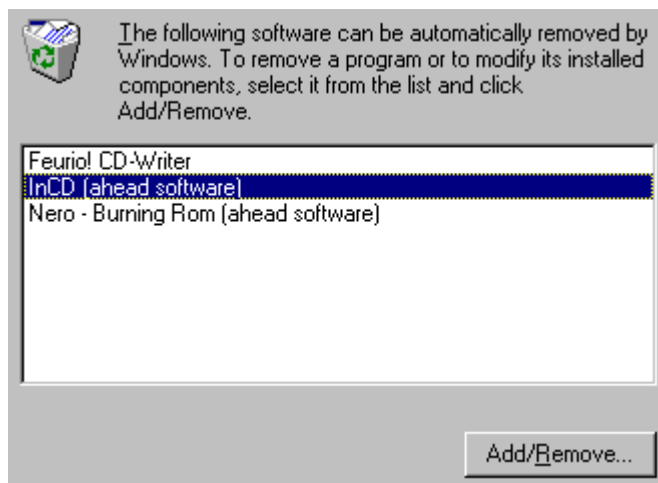 The following software can be automatically removed by
Windows. To remove a program or to modify its installed
components, select it from the list and click
Add/Remove.
Feurio! CD-Writer
InCD (ahead software)
Nero - Burning Rom (ahead software)
Add/Remove...